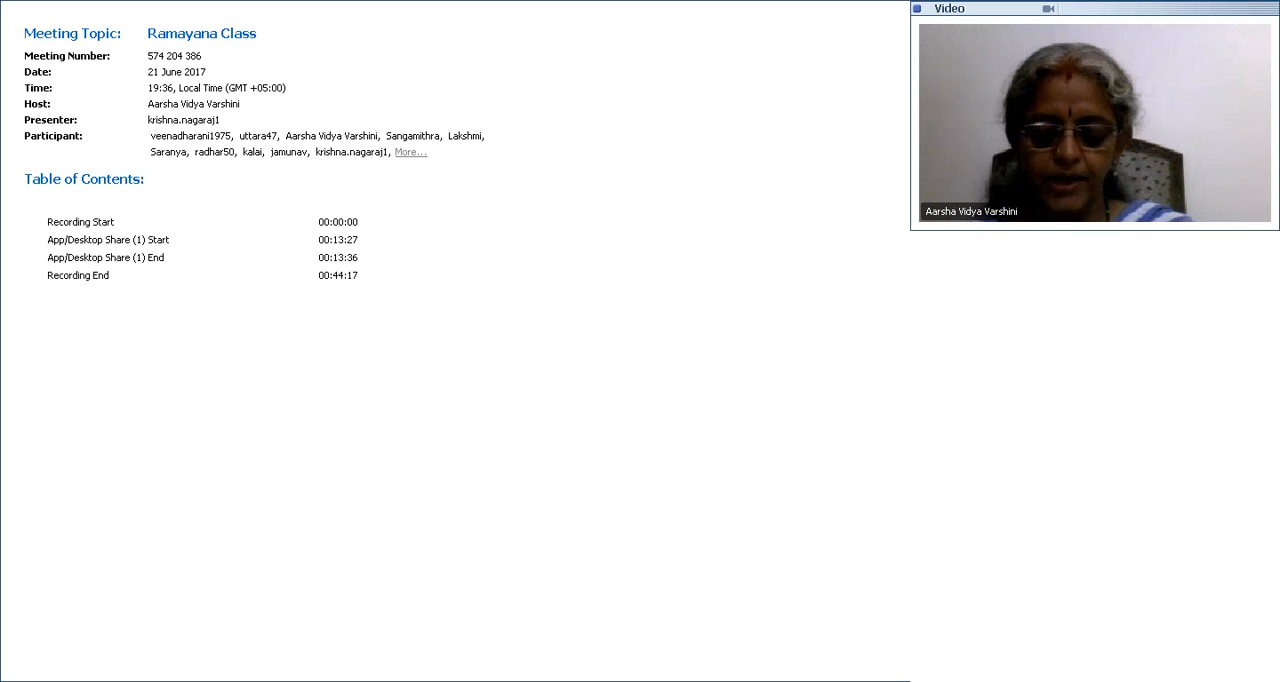 Meeting Topic: Ramayana Class
Meeting Number: 574 204 386
Date: 21 June 2017
Time: 19:36, Local Time (GMT +05:00)
Host: Aarsha Vidya Varshini
Presenter: krishna.nagaraj1
Participant: veenadharani1975, uttara47, Aarsha Vidya Varshini, Sangamithra, Lakshmi,
Saranya, radhar50, kalai, jamunav, krishna.nagaraj1, More...
Table of Contents:
Recording Start 00:00:00
App/Desktop Share (1) Start 00:13:27
App/Desktop Share (1) End 00:13:36
Recording End 00:44:17
Video
Aarsha Vidya Varshini